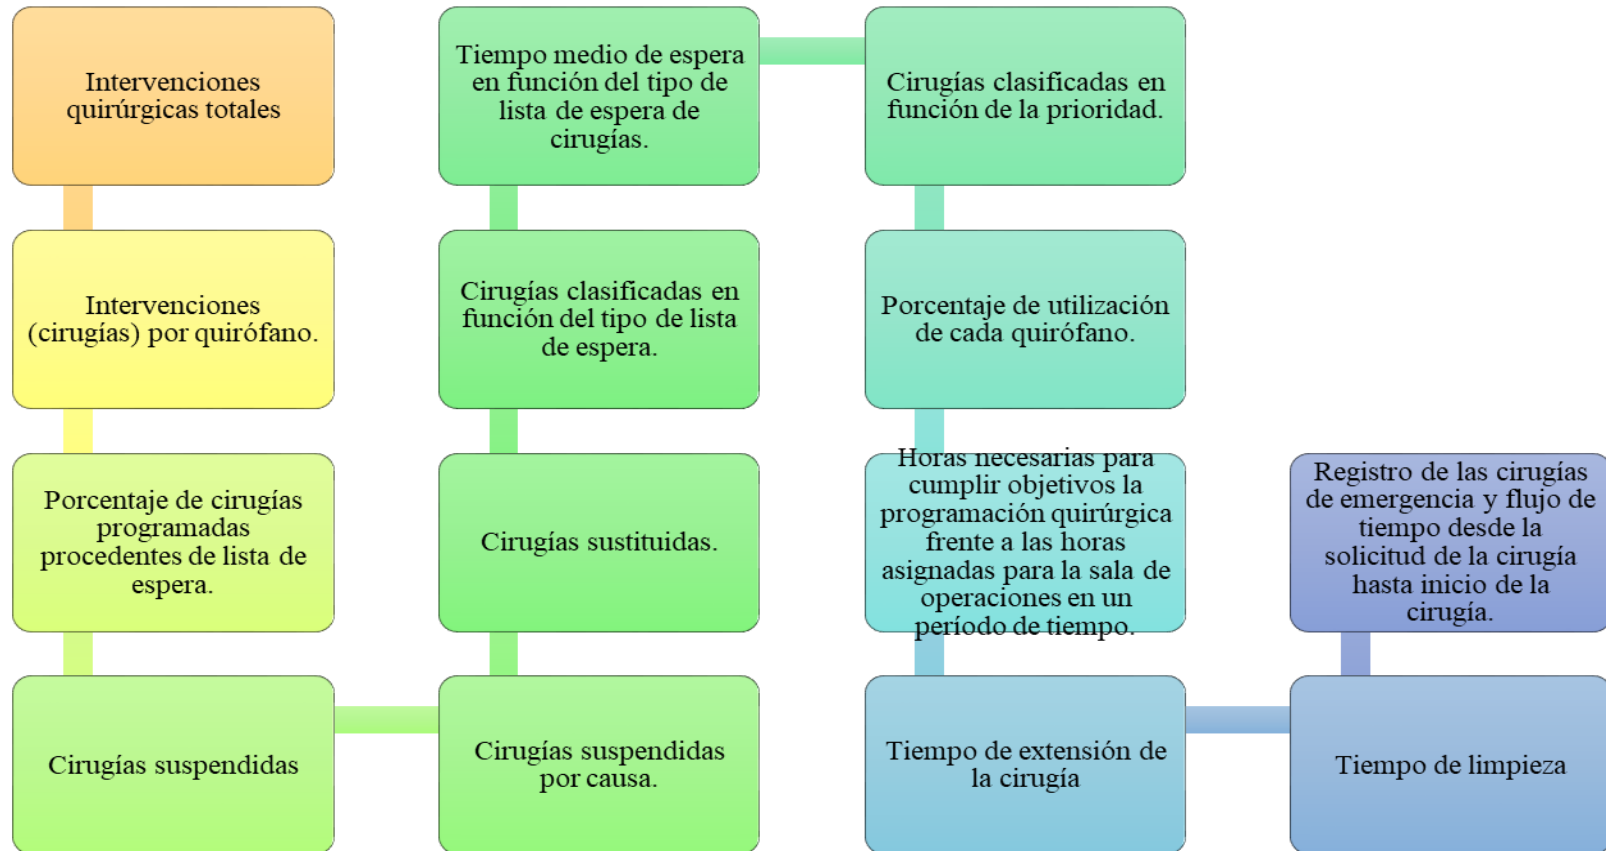 Intervenciones
quirúrgicas totales
Intervenciones
(cirugías) por quirófano.
Porcentaje de cirugías
programadas
procedentes de lista de
espera.
Cirugías suspendidas
Cirugías suspendidas
por causa.
Cirugías sustituidas.
Cirugías clasificadas en
función del tipo de lista
de espera.
Tiempo medio de espera
en función del tipo de
lista de espera de
cirugías.
Cirugías clasificadas en
función de la prioridad.
Porcentaje de utilización
de cada quirófano.
Horas necesarias para
cumplir objetivos la
programación quirúrgica
frente a las horas
asignadas para la sala de
operaciones en un
período de tiempo.
Tiempo de extensión de
la cirugía
Tiempo de limpieza
Registro de las cirugías
de emergencia y flujo de
tiempo desde la
solicitud de la cirugía
hasta inicio de la
cirugía.